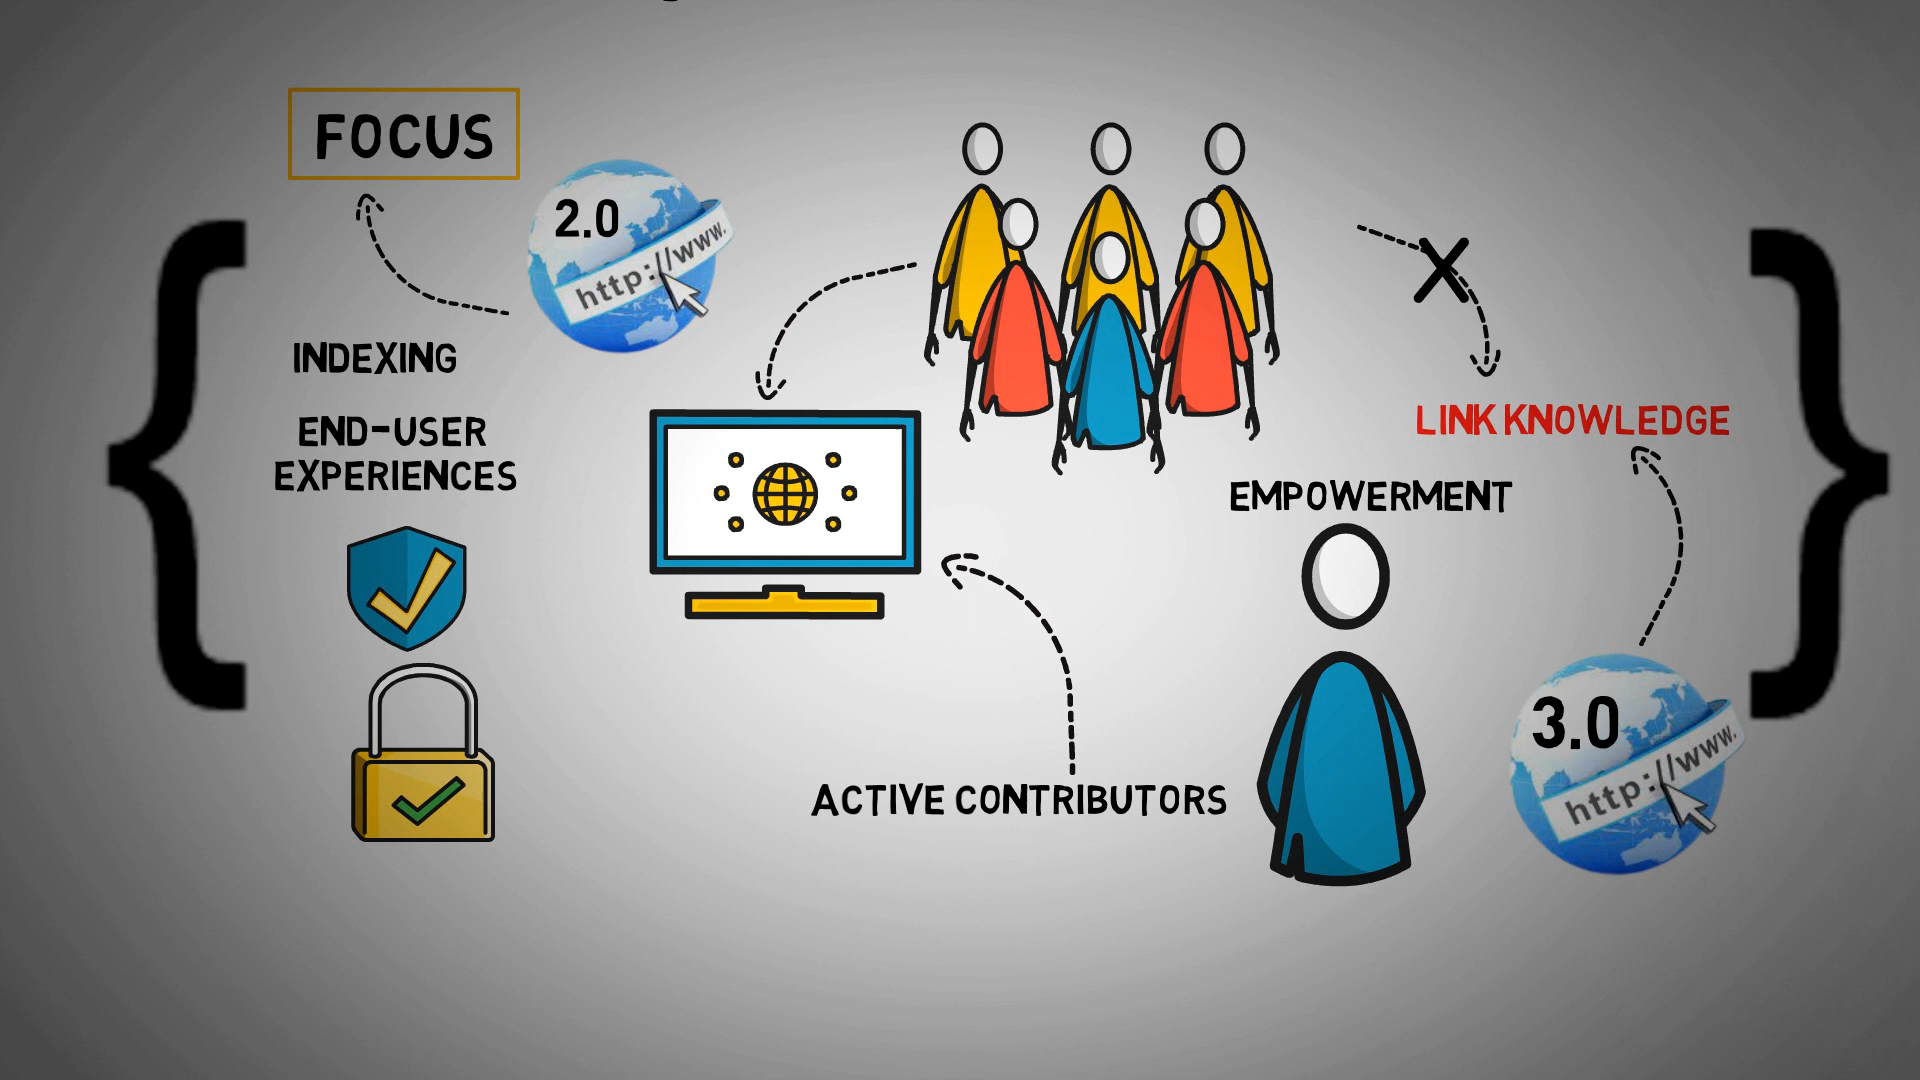 FOCUS
2.0
http://www.
INDEXING
END-USER
EXPERIENCES
LINK KNOWLEDGE
EMPOWERMENT
ACTIVE CONTRIBUTORS
3.0
http://www.